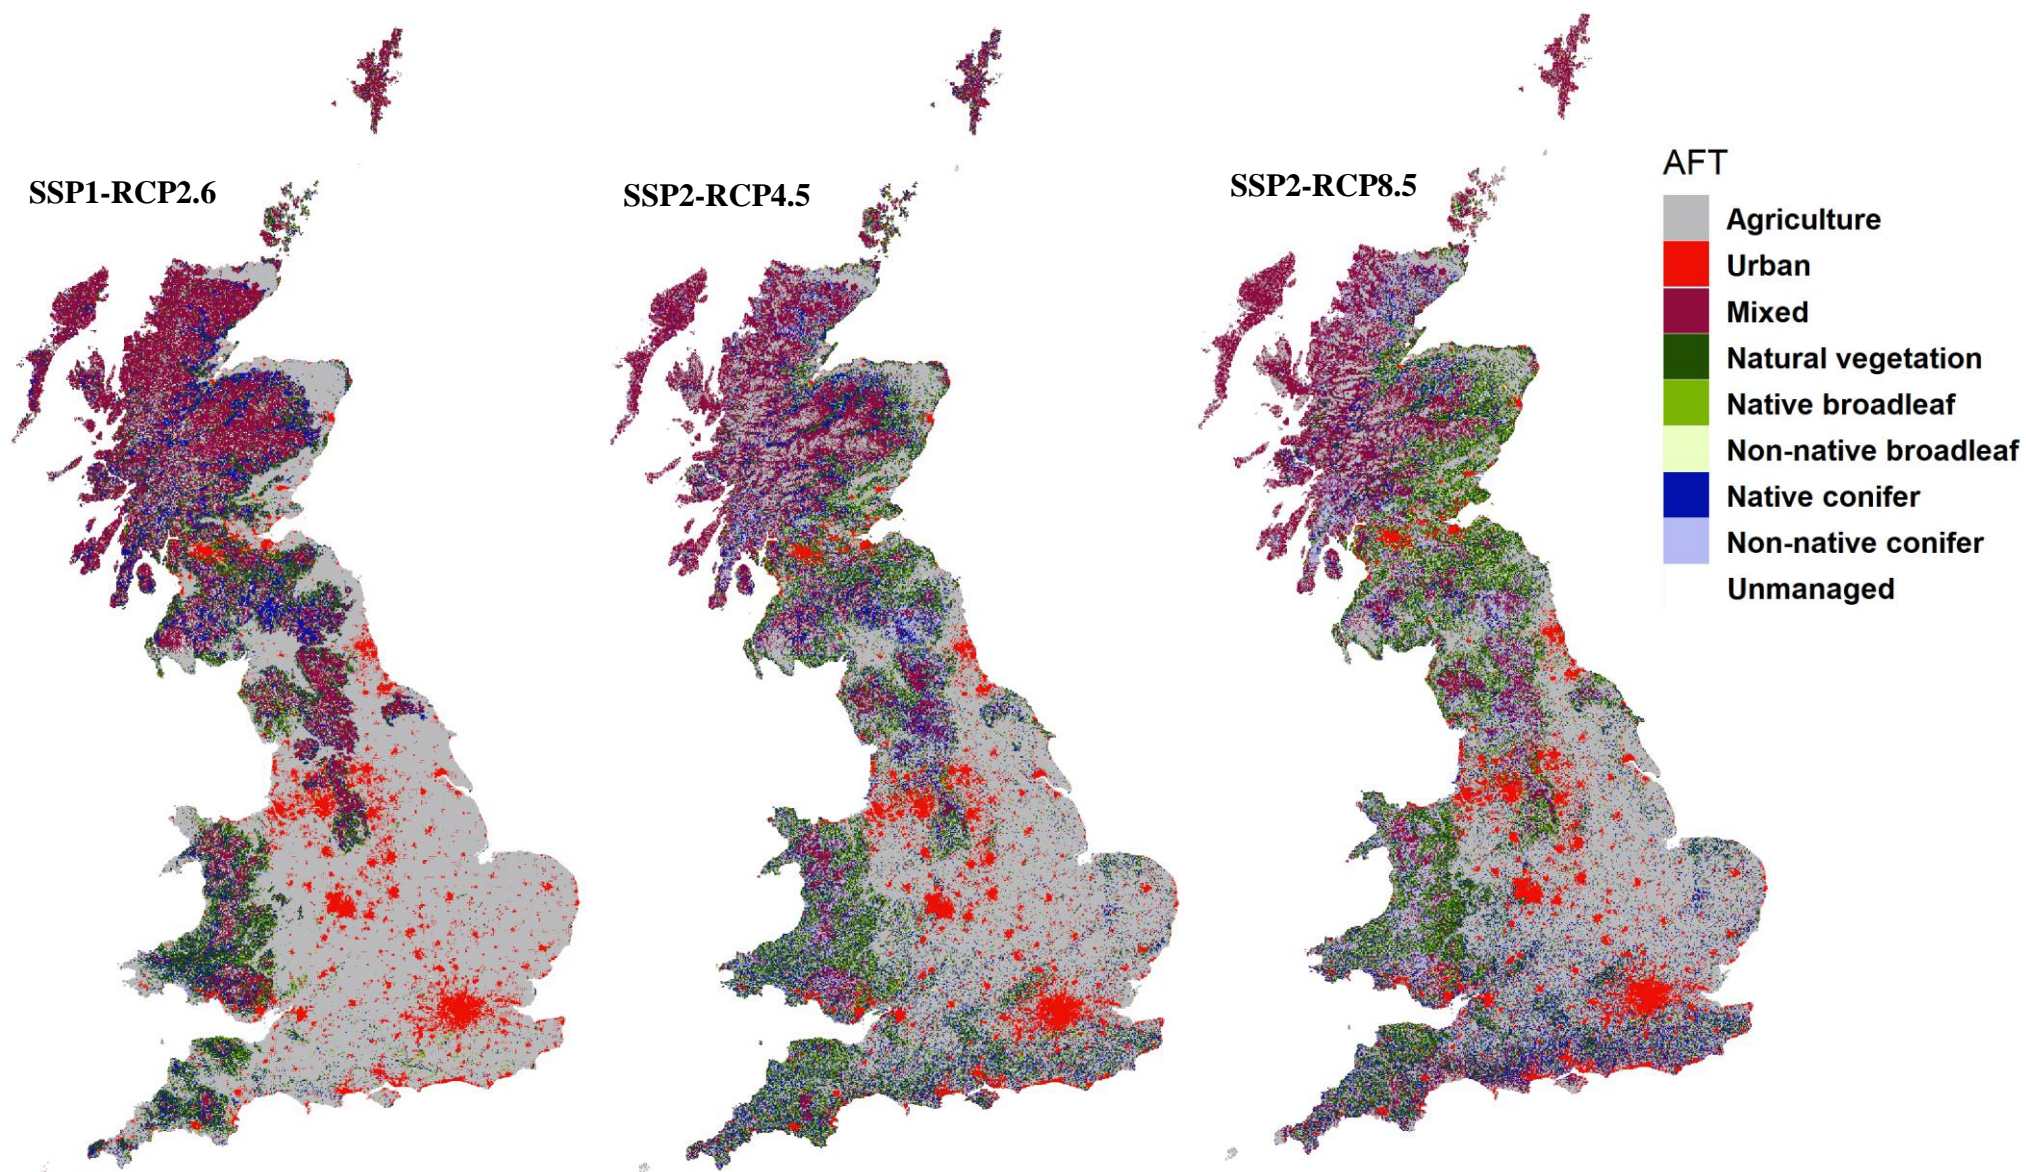 SSP1-RCP2.6
SSP2-RCP4.5
SSP2-RCP8.5
AFT
Agriculture
Urban
Mixed
Natural vegetation
Native broadleaf
Non-native broadleaf
Native conifer
Non-native conifer
Unmanaged